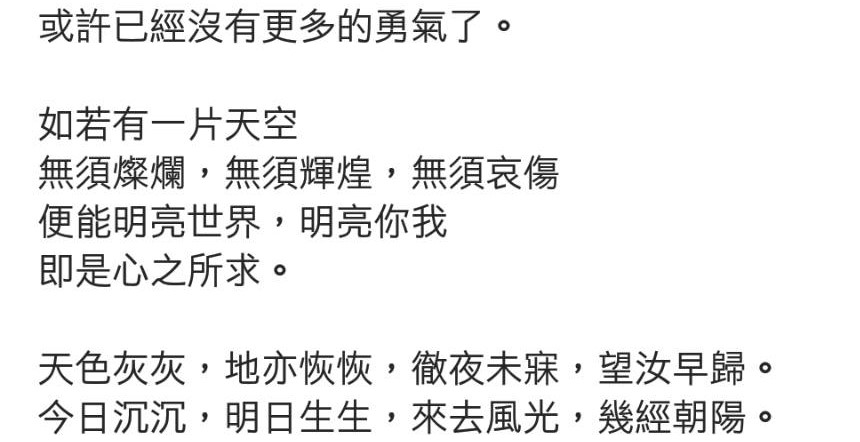 或許已經沒有更多的勇氣了。
如若有一片天空
無須燦爛，無須輝煌，無須哀傷
便能明亮世界，明亮你我
即是心之所求。
天色灰灰，地亦恢恢，徹夜未寐，望汝早歸。
今日沉沉，明日生生，來去風光，幾經朝陽。